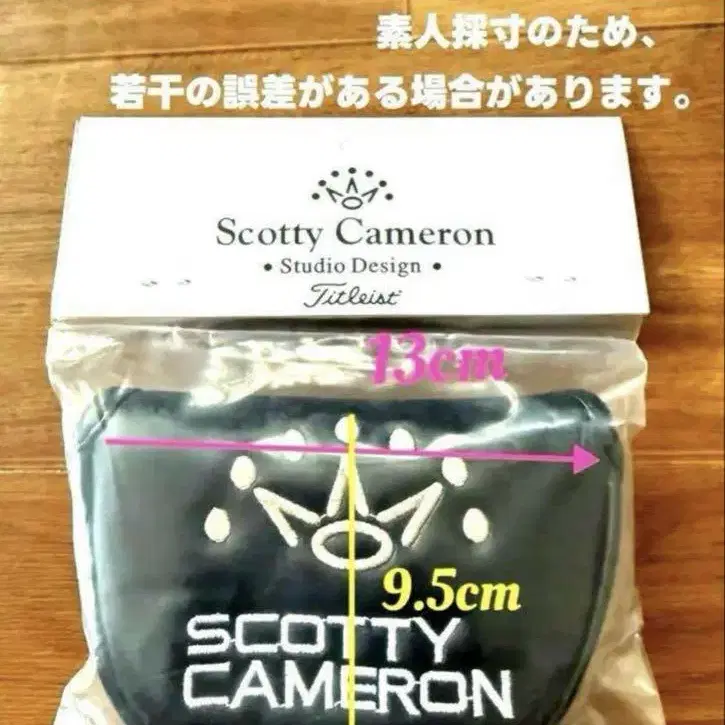 素人採寸のため、
若干の誤差がある場合があります。
Scotty Cameron
• Studio Design •
Titleist
13cm
9.5cm
SCOTTY
CAMERON